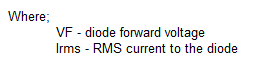 Where;
VF - diode forward voltage
Irms - RMS current to the diode